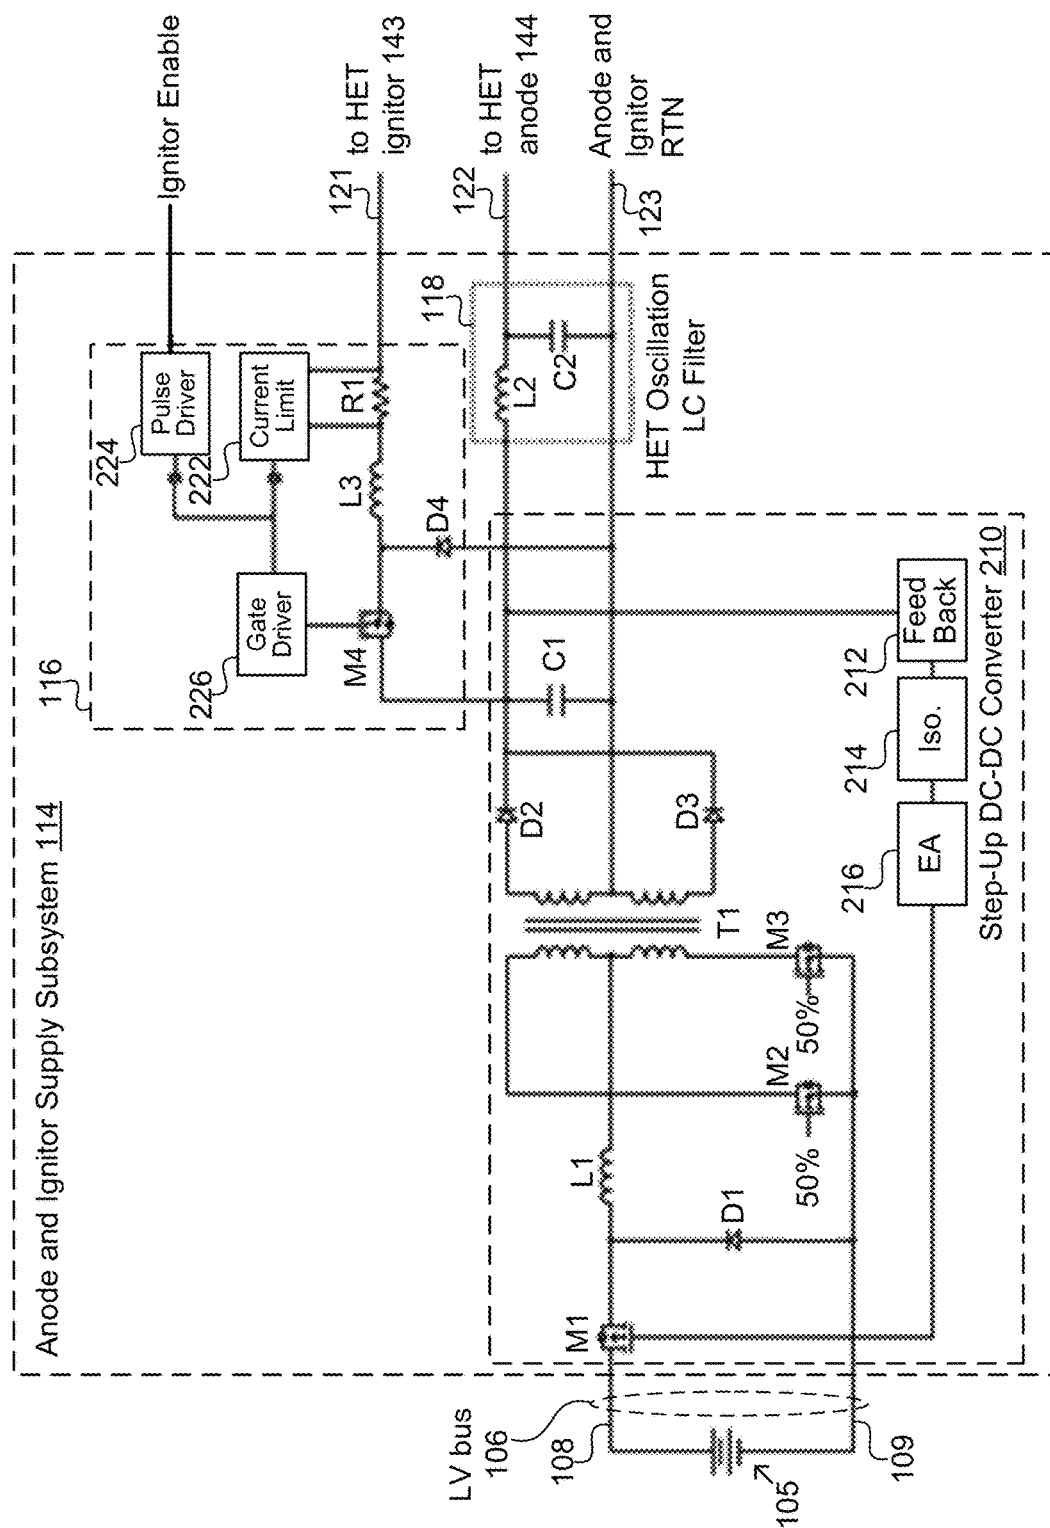 Anode and Ignitor Supply Subsystem 114
Ignitor Enable
116
224
Pulse
Driver
222
Current
Limit
226
Gate
Driver
M4
L3
R1
D4
121
to HET
ignitor 143
118
122
to HET
anode 144
L2
C2
123
Anode and
Ignitor
RTN
HET Oscillation
LC Filter
LV bus
106
108
105
109
M1
L1
D1
M2
50%
M3
50%
T1
D2
D3
C1
216
EA
214
Iso.
212
Feed
Back
Step-Up DC-DC Converter 210